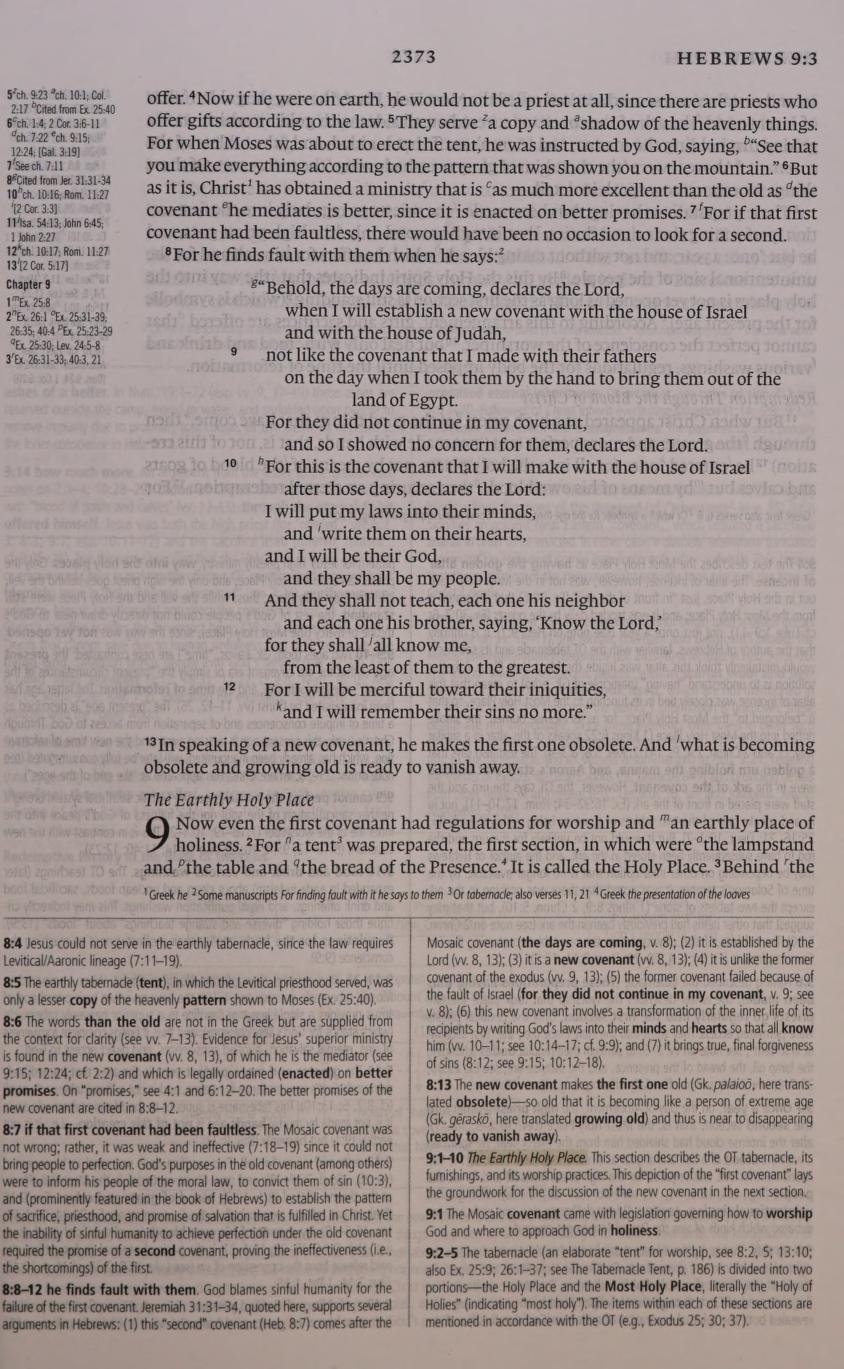 2373
HEBREWS 9:3
5 z ch. 9:23 a ch. 10:1; Col.
2:17 b Cited from Ex. 25:40
6 c ch. 1:4; 2 Cor. 3:6-11
d ch. 7:22 e ch. 9:15;
12:24; [Gal. 3:19]
7 f See ch. 7:11
8 g Cited from Jer. 31:31-34
10 h ch. 10:16; Rom. 11:27
i [2 Cor. 3:3]
11 j Isa. 54:13; John 6:45;
1 John 2:27
12 k ch. 10:17; Rom. 11:27
13 l [2 Cor. 5:17]
Chapter 9
1 m Ex. 25:8
2 n Ex. 26:1 o Ex. 25:31-39;
26:35; 40:4 p Ex. 25:23-29
q Ex. 25:30; Lev. 24:5-8
3 r Ex. 26:31-33; 40:3, 21
offer. 4 Now if he were on earth, he would not be a priest at all, since there are priests who
offer gifts according to the law. 5 They serve z a copy and a shadow of the heavenly things.
For when Moses was about to erect the tent, he was instructed by God, saying, b “See that
you make everything according to the pattern that was shown you on the mountain.” 6 But
as it is, Christ 1 has obtained a ministry that is c as much more excellent than the old as d the
covenant e he mediates is better, since it is enacted on better promises. 7 f For if that first
covenant had been faultless, there would have been no occasion to look for a second.
8 For he finds fault with them when he says: 2
g “Behold, the days are coming, declares the Lord,
when I will establish a new covenant with the house of Israel
and with the house of Judah,
9 not like the covenant that I made with their fathers
on the day when I took them by the hand to bring them out of the
land of Egypt.
For they did not continue in my covenant,
and so I showed no concern for them, declares the Lord.
10 h For this is the covenant that I will make with the house of Israel
after those days, declares the Lord:
I will put my laws into their minds,
and i write them on their hearts,
and I will be their God,
and they shall be my people.
11 And they shall not teach, each one his neighbor
and each one his brother, saying, ‘Know the Lord,’
for they shall j all know me,
from the least of them to the greatest.
12 For I will be merciful toward their iniquities,
k and I will remember their sins no more.”
13 In speaking of a new covenant, he makes the first one obsolete. And l what is becoming
obsolete and growing old is ready to vanish away.
The Earthly Holy Place
9 Now even the first covenant had regulations for worship and m an earthly place of
holiness. 2 For n a tent 3 was prepared, the first section, in which were o the lampstand
and p the table and q the bread of the Presence. 4 It is called the Holy Place. 3 Behind r the
1 Greek he 2 Some manuscripts For finding fault with it he says to them 3 Or tabernacle; also verses 11, 21 4 Greek the presentation of the loaves
8:4 Jesus could not serve in the earthly tabernacle, since the law requires
Levitical/Aaronic lineage (7:11–19).
8:5 The earthly tabernacle (tent), in which the Levitical priesthood served, was
only a lesser copy of the heavenly pattern shown to Moses (Ex. 25:40).
8:6 The words than the old are not in the Greek but are supplied from
the context for clarity (see vv. 7–13). Evidence for Jesus' superior ministry
is found in the new covenant (vv. 8, 13), of which he is the mediator (see
9:15; 12:24; cf. 2:2) and which is legally ordained (enacted) on better
promises. On “promises,” see 4:1 and 6:12–20. The better promises of the
new covenant are cited in 8:8–12.
8:7 if that first covenant had been faultless. The Mosaic covenant was
not wrong; rather, it was weak and ineffective (7:18–19) since it could not
bring people to perfection. God's purposes in the old covenant (among others)
were to inform his people of the moral law, to convict them of sin (10:3),
and (prominently featured in the book of Hebrews) to establish the pattern
of sacrifice, priesthood, and promise of salvation that is fulfilled in Christ. Yet
the inability of sinful humanity to achieve perfection under the old covenant
required the promise of a second covenant, proving the ineffectiveness (i.e.,
the shortcomings) of the first.
8:8–12 he finds fault with them. God blames sinful humanity for the
failure of the first covenant. Jeremiah 31:31–34, quoted here, supports several
arguments in Hebrews: (1) this “second” covenant (Heb. 8:7) comes after the
Mosaic covenant (the days are coming, v. 8); (2) it is established by the
Lord (vv. 8, 13); (3) it is a new covenant (vv. 8, 13); (4) it is unlike the former
covenant of the exodus (vv. 9, 13); (5) the former covenant failed because of
the fault of Israel (for they did not continue in my covenant, v. 9; see
v. 8); (6) this new covenant involves a transformation of the inner life of its
recipients by writing God's laws into their minds and hearts so that all know
him (vv. 10–11; see 10:14–17; cf. 9:9); and (7) it brings true, final forgiveness
of sins (8:12; see 9:15; 10:12–18).
8:13 The new covenant makes the first one old (Gk. palaioō, here trans-
lated obsolete)—so old that it is becoming like a person of extreme age
(Gk. gēraskō, here translated growing old) and thus is near to disappearing
(ready to vanish away).
9:1–10 The Earthly Holy Place. This section describes the OT tabernacle, its
furnishings, and its worship practices. This depiction of the “first covenant” lays
the groundwork for the discussion of the new covenant in the next section.
9:1 The Mosaic covenant came with legislation governing how to worship
God and where to approach God in holiness.
9:2–5 The tabernacle (an elaborate “tent” for worship, see 8:2, 5; 13:10;
also Ex. 25:9; 26:1–37; see The Tabernacle Tent, p. 186) is divided into two
portions—the Holy Place and the Most Holy Place, literally the “Holy of
Holies” (indicating “most holy”). The items within each of these sections are
mentioned in accordance with the OT (e.g., Exodus 25; 30; 37).